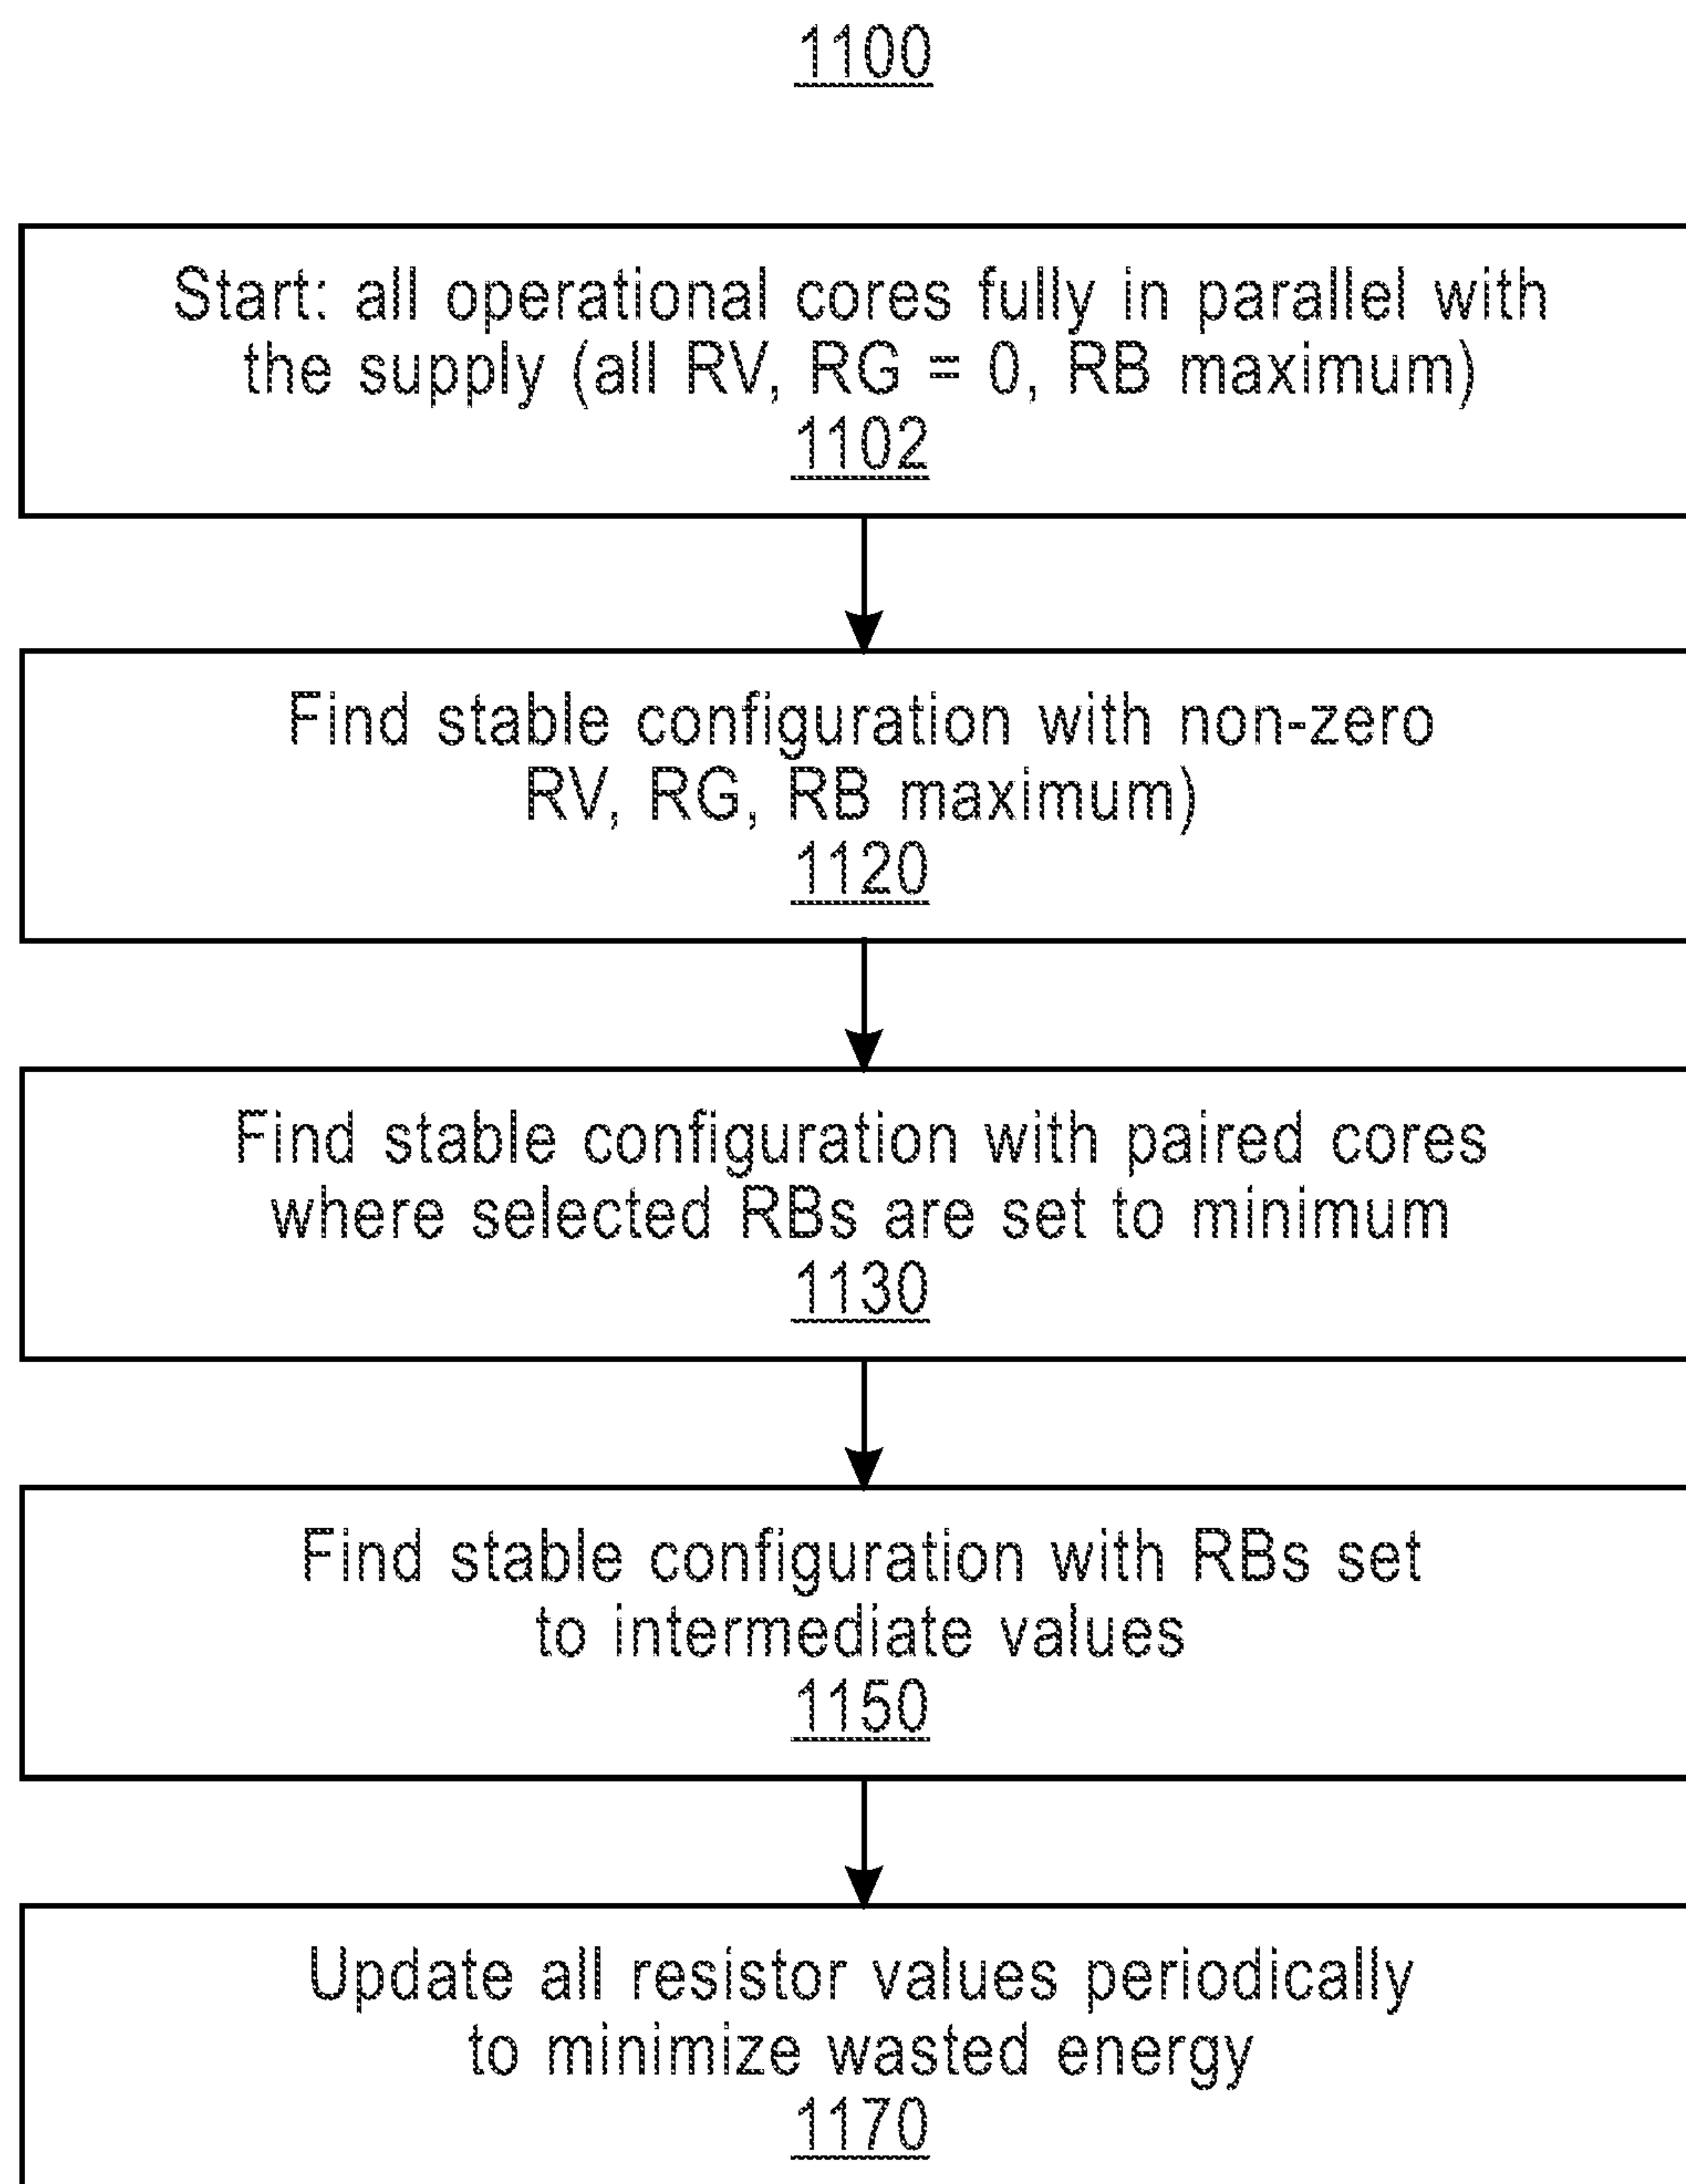 1100
Start: all operational cores fully in parallel with
the supply (all RV, RG = 0, RB maximum)
1102
Find stable configuration with non-zero
RV, RG, RB maximum)
1120
Find stable configuration with paired cores
where selected RBs are set to minimum
1130
Find stable configuration with RBs set
to intermediate values
1150
Update all resistor values periodically
to minimize wasted energy
1170